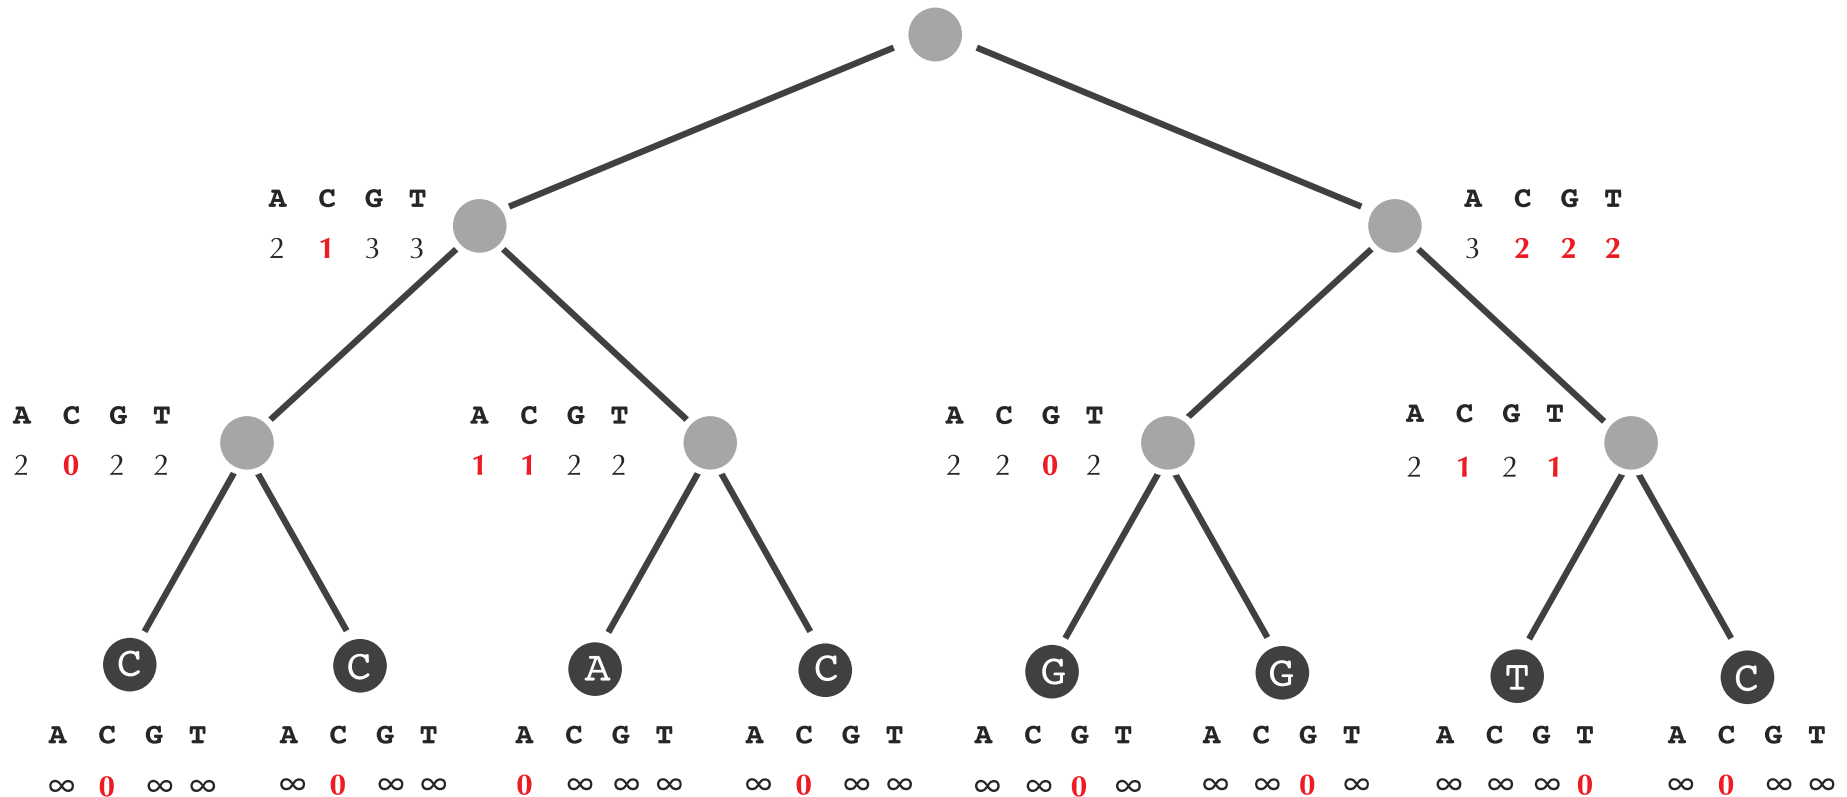 A C G T
2 1 3 3
A C G T
3 2 2 2
A C G T
2 0 2 2
A C G T
1 1 2 2
A C G T
2 2 0 2
A C G T
2 1 2 1
C
C
A
C
G
G
T
C
A C G T
∞ 0 ∞ ∞
A C G T
∞ 0 ∞ ∞
A C G T
0 ∞ ∞ ∞
A C G T
∞ 0 ∞ ∞
A C G T
∞ ∞ 0 ∞
A C G T
∞ ∞ 0 ∞
A C G T
∞ ∞ ∞ 0
A C G T
∞ 0 ∞ ∞